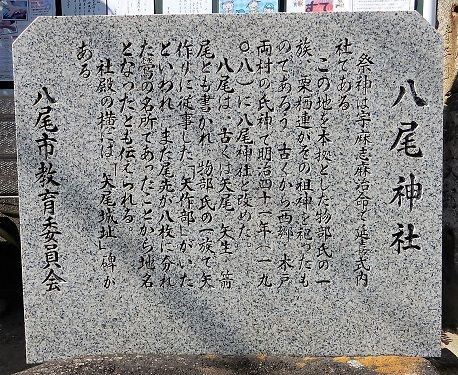 八尾神社
祭神は宇麻志麻治命で延喜式内
社である
この地を本拠とした物部氏の一
族、栗栖連がその祖神を祀ったも
のであろう 古くから西郷 木戸
両村の氏神で明治四十一年(一九
〇八)に八尾神社と改めた
八尾は、古くは矢尾 矢生 箭
尾とも書かれ 物部氏の一族で矢
作りに従事した「矢作部」がいた
といわれ また尾先が八枚に分れ
た鶯の名所であったことから地名
となったとも伝えられる
社殿の横には「矢尾城址」碑が
ある
八尾市教育委員会